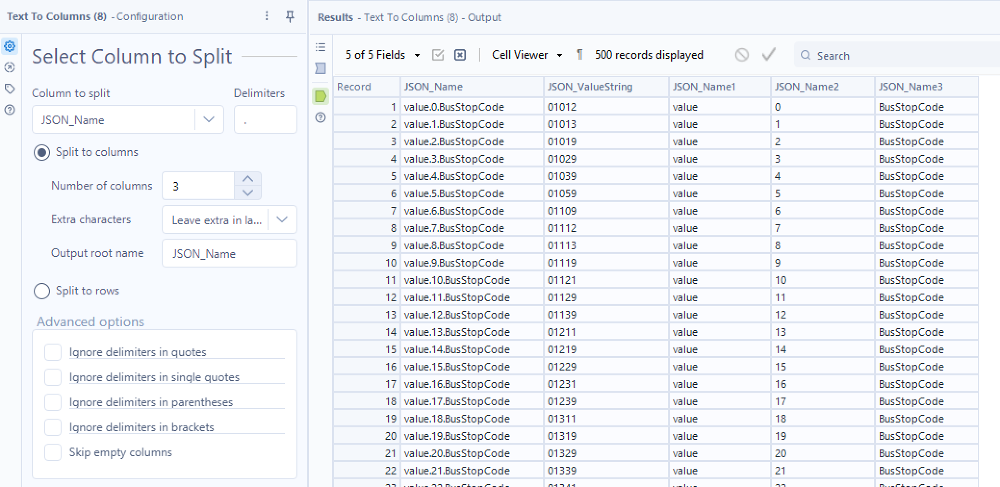 Text To Columns (8) - Configuration
Select Column to Split
Column to split Delimiters
JSON_Name .
Split to columns
Number of columns 3
Extra characters Leave extra in la...
Output root name JSON_Name
Split to rows
Advanced options
Ignore delimiters in quotes
Ignore delimiters in single quotes
Ignore delimiters in parentheses
Ignore delimiters in brackets
Skip empty columns
Results - Text To Columns (8) - Output
5 of 5 Fields Cell Viewer ¶ 500 records displayed Search
Record JSON_Name JSON_ValueString JSON_Name1 JSON_Name2 JSON_Name3
1 value.0.BusStopCode 01012 value 0 BusStopCode
2 value.1.BusStopCode 01013 value 1 BusStopCode
3 value.2.BusStopCode 01019 value 2 BusStopCode
4 value.3.BusStopCode 01029 value 3 BusStopCode
5 value.4.BusStopCode 01039 value 4 BusStopCode
6 value.5.BusStopCode 01059 value 5 BusStopCode
7 value.6.BusStopCode 01109 value 6 BusStopCode
8 value.7.BusStopCode 01112 value 7 BusStopCode
9 value.8.BusStopCode 01113 value 8 BusStopCode
10 value.9.BusStopCode 01119 value 9 BusStopCode
11 value.10.BusStopCode 01121 value 10 BusStopCode
12 value.11.BusStopCode 01129 value 11 BusStopCode
13 value.12.BusStopCode 01139 value 12 BusStopCode
14 value.13.BusStopCode 01211 value 13 BusStopCode
15 value.14.BusStopCode 01219 value 14 BusStopCode
16 value.15.BusStopCode 01229 value 15 BusStopCode
17 value.16.BusStopCode 01231 value 16 BusStopCode
18 value.17.BusStopCode 01239 value 17 BusStopCode
19 value.18.BusStopCode 01311 value 18 BusStopCode
20 value.19.BusStopCode 01319 value 19 BusStopCode
21 value.20.BusStopCode 01329 value 20 BusStopCode
22 value.21.BusStopCode 01339 value 21 BusStopCode